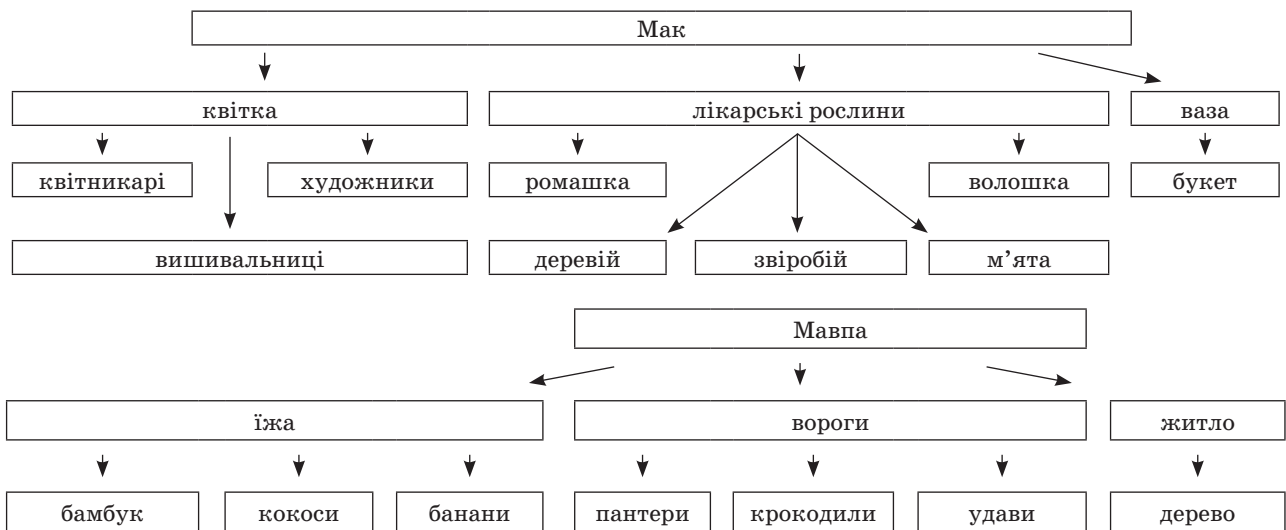 Мак
квітка лікарські рослини ваза
квітникарі художники ромашка волошка букет
вишивальниці деревій звіробій м’ята
Мавпа
їжа вороги житло
бамбук кокоси банани пантери крокодили удави дерево